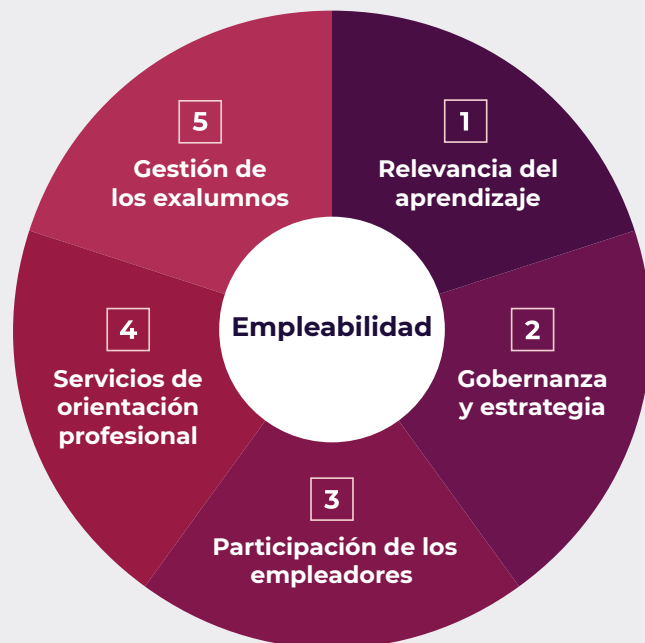 1
Relevancia del
aprendizaje
2
Gobernanza
y estrategia
3
Participación de los
empleadores
4
Servicios de
orientación
profesional
5
Gestión de
los exalumnos
Empleabilidad